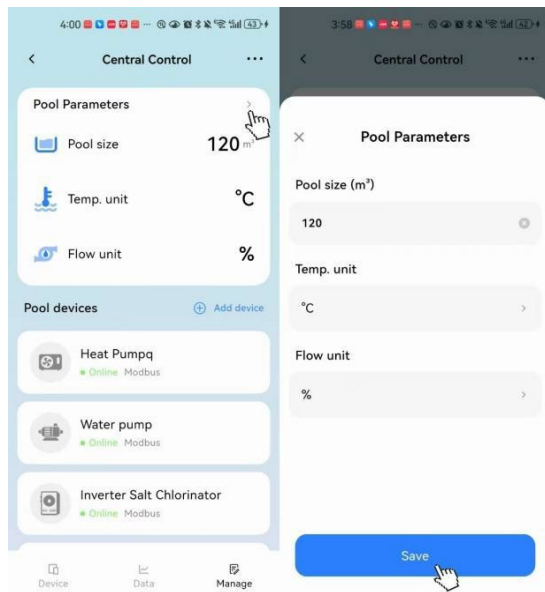 4:00
43
Central Control
Pool Parameters
Pool size
120 m³
Temp. unit
°C
Flow unit
%
Pool devices
Add device
Heat Pumpq
Online Modbus
Water pump
Online Modbus
Inverter Salt Chlorinator
Online Modbus
Device
Data
Manage
3:58
42
Central Control
Pool Parameters
Pool size (m³)
120
Temp. unit
°C
Flow unit
%
Save